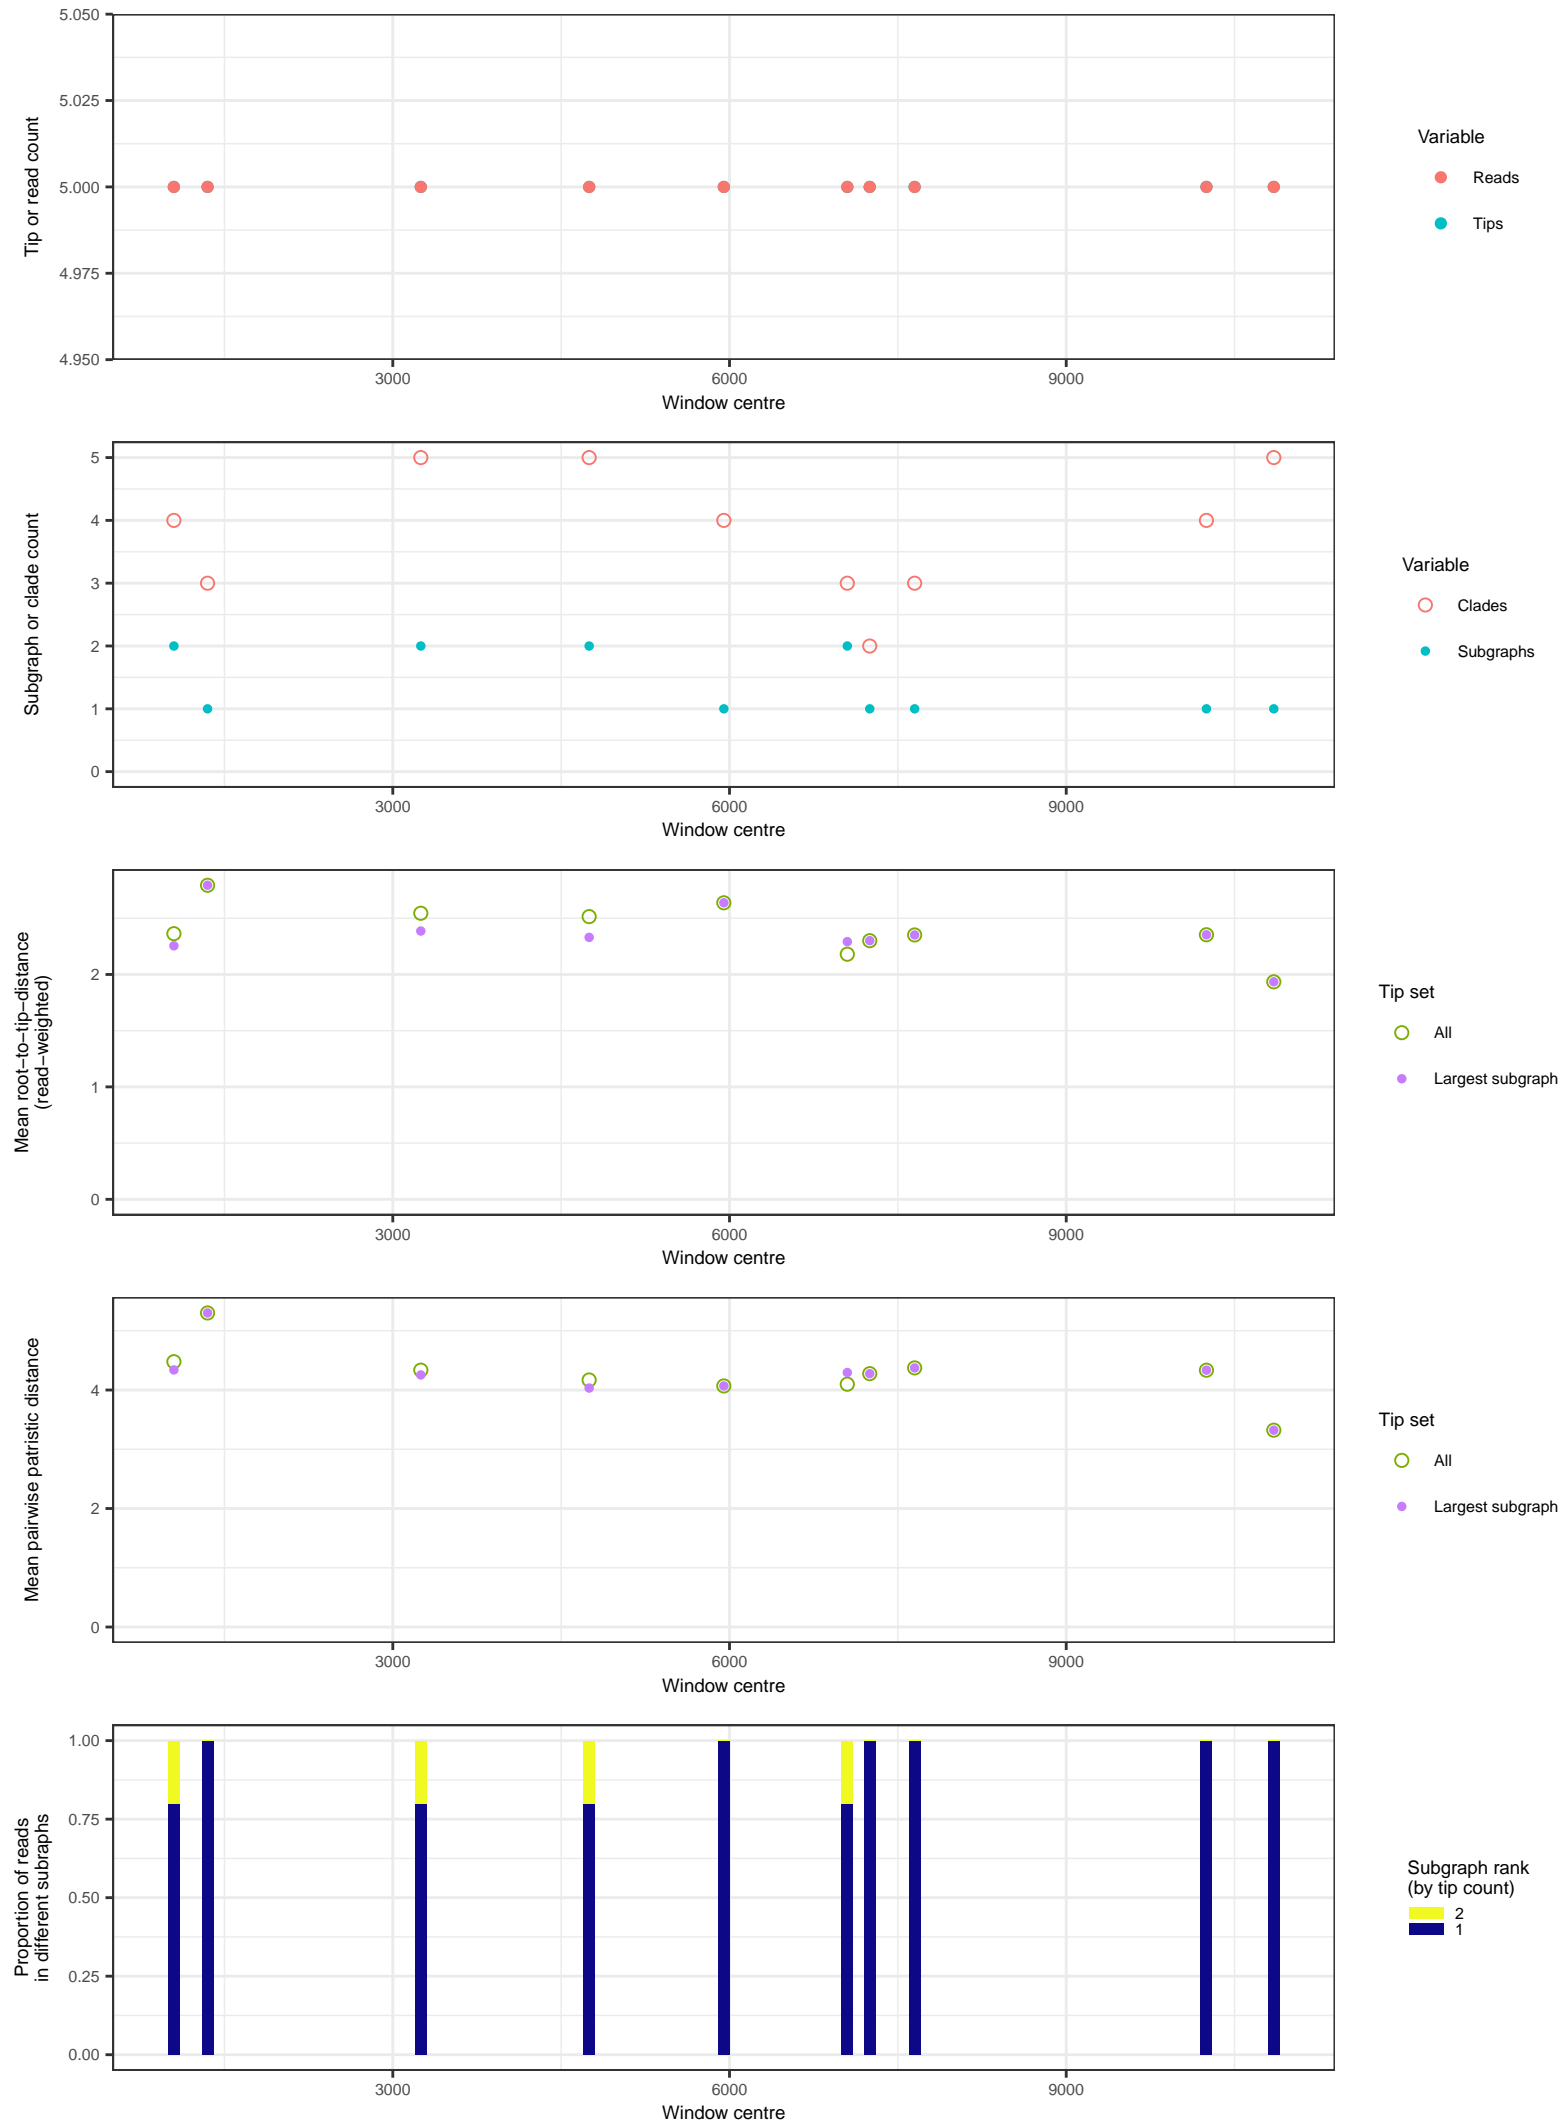 5.050
5.025
5.000
4.975
4.950
Tip or read count
3000 6000 9000
Window centre
Variable
Reads
Tips
5
4
3
2
1
0
Subgraph or clade count
3000 6000 9000
Window centre
Variable
Clades
Subgraphs
2
1
0
Mean root−to−tip−distance
(read−weighted)
3000 6000 9000
Window centre
Tip set
All
Largest subgraph
4
2
0
Mean pairwise patristic distance
3000 6000 9000
Window centre
Tip set
All
Largest subgraph
1.00
0.75
0.50
0.25
0.00
Proportion of reads
in different subraphs
3000 6000 9000
Window centre
Subgraph rank
(by tip count)
2
1